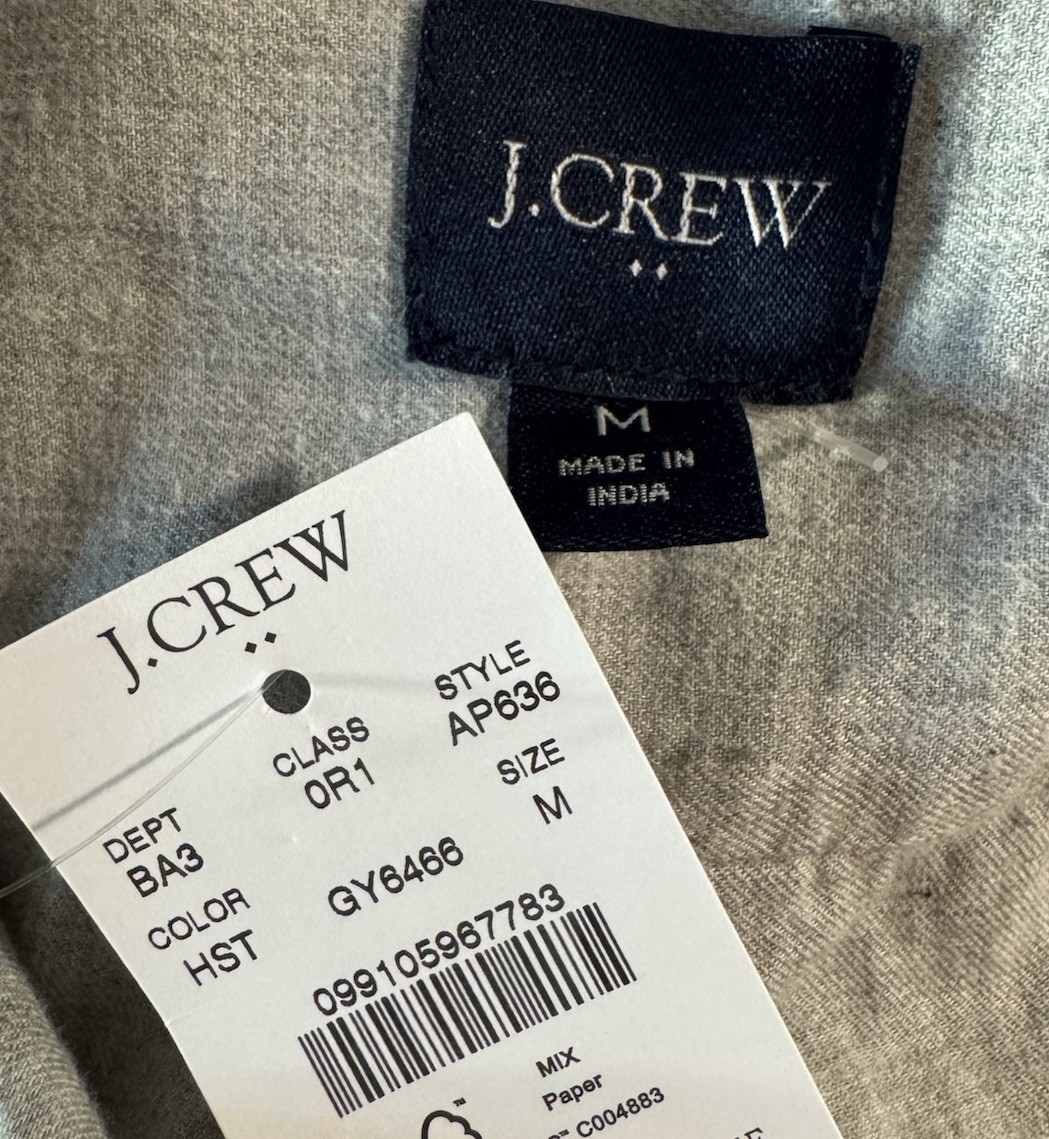 J.CREW
M
MADE IN
INDIA
J.CREW
STYLE
AP636
CLASS
0R1
SIZE
M
DEPT
BA3
COLOR GY6466
HST
099105967783
MIX
Paper
C004883